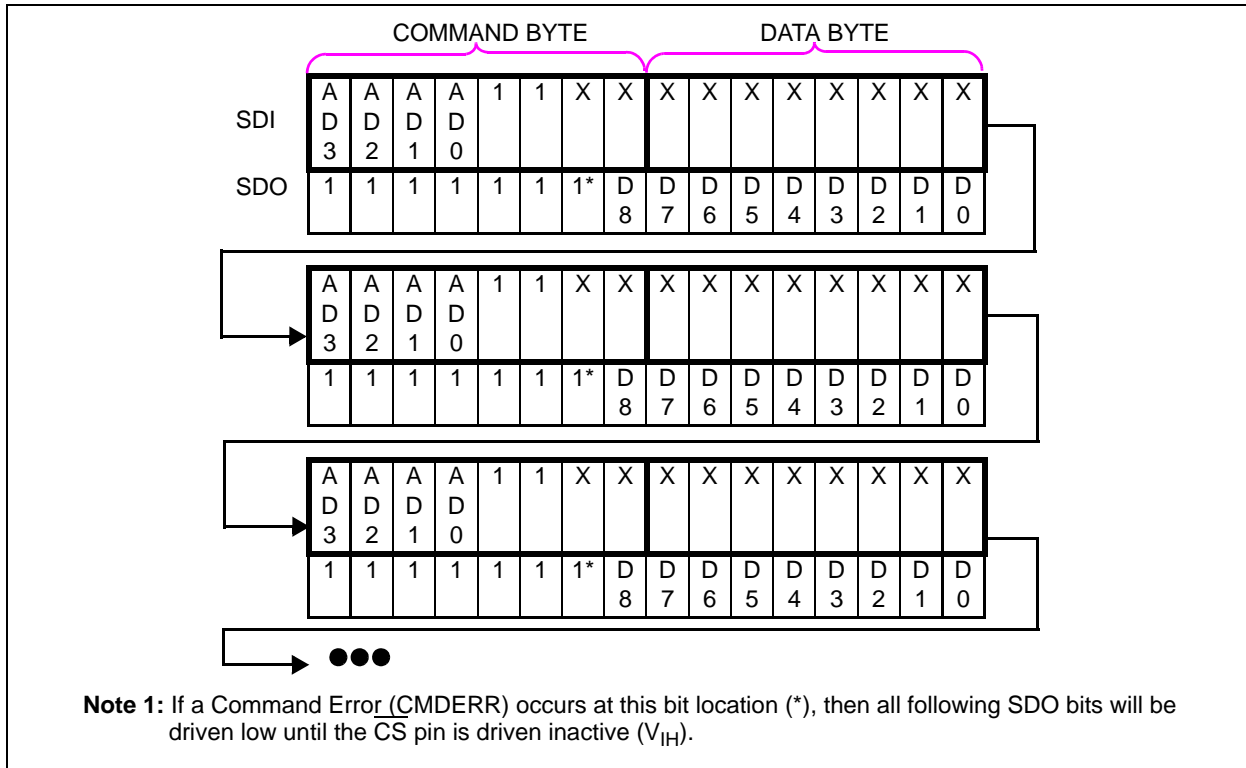 COMMAND BYTE DATA BYTE
SDI A A A A 1 1 X X X X X X X X X X
D D D D
3 2 1 0
SDO 1 1 1 1 1 1 1* D D D D D D D D D
8 7 6 5 4 3 2 1 0
A A A A 1 1 X X X X X X X X X X
D D D D
3 2 1 0
1 1 1 1 1 1 1* D D D D D D D D D
8 7 6 5 4 3 2 1 0
A A A A 1 1 X X X X X X X X X X
D D D D
3 2 1 0
1 1 1 1 1 1 1* D D D D D D D D D
8 7 6 5 4 3 2 1 0
●●●
Note 1: If a Command Error (CMDERR) occurs at this bit location (*), then all following SDO bits will be
driven low until the CS pin is driven inactive (VIH).